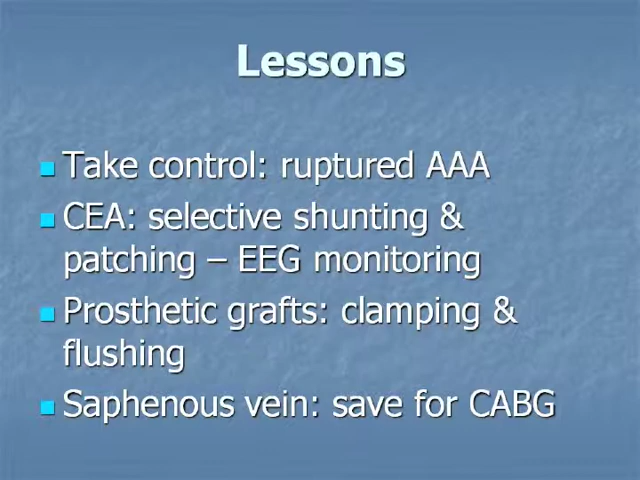 Lessons
Take control: ruptured AAA
CEA: selective shunting &
patching – EEG monitoring
Prosthetic grafts: clamping &
flushing
Saphenous vein: save for CABG